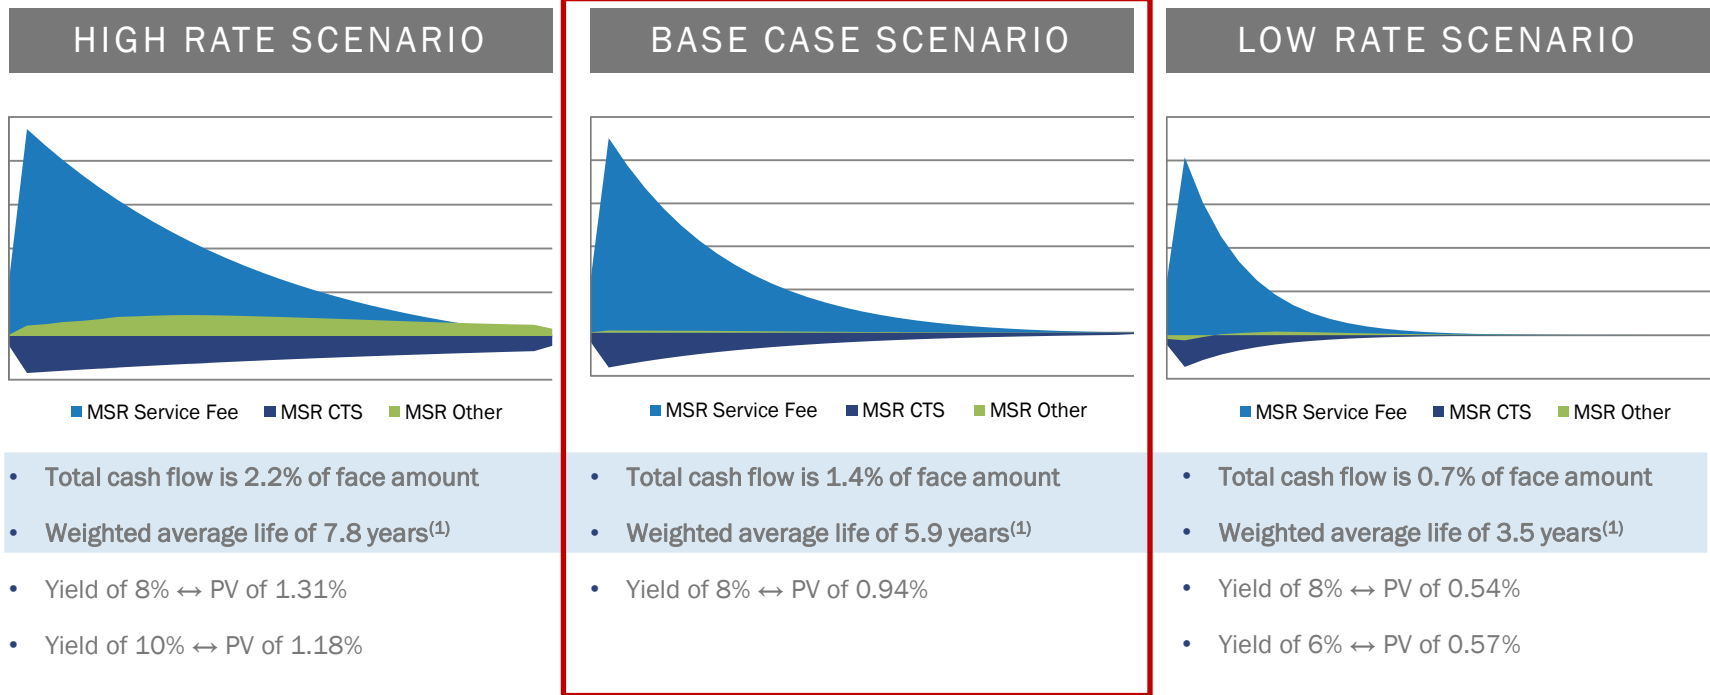 HIGH RATE SCENARIO
MSR Service Fee MSR CTS MSR Other
• Total cash flow is 2.2% of face amount
• Weighted average life of 7.8 years(1)
• Yield of 8% ↔ PV of 1.31%
• Yield of 10% ↔ PV of 1.18%
BASE CASE SCENARIO
MSR Service Fee MSR CTS MSR Other
• Total cash flow is 1.4% of face amount
• Weighted average life of 5.9 years(1)
• Yield of 8% ↔ PV of 0.94%
LOW RATE SCENARIO
MSR Service Fee MSR CTS MSR Other
• Total cash flow is 0.7% of face amount
• Weighted average life of 3.5 years(1)
• Yield of 8% ↔ PV of 0.54%
• Yield of 6% ↔ PV of 0.57%